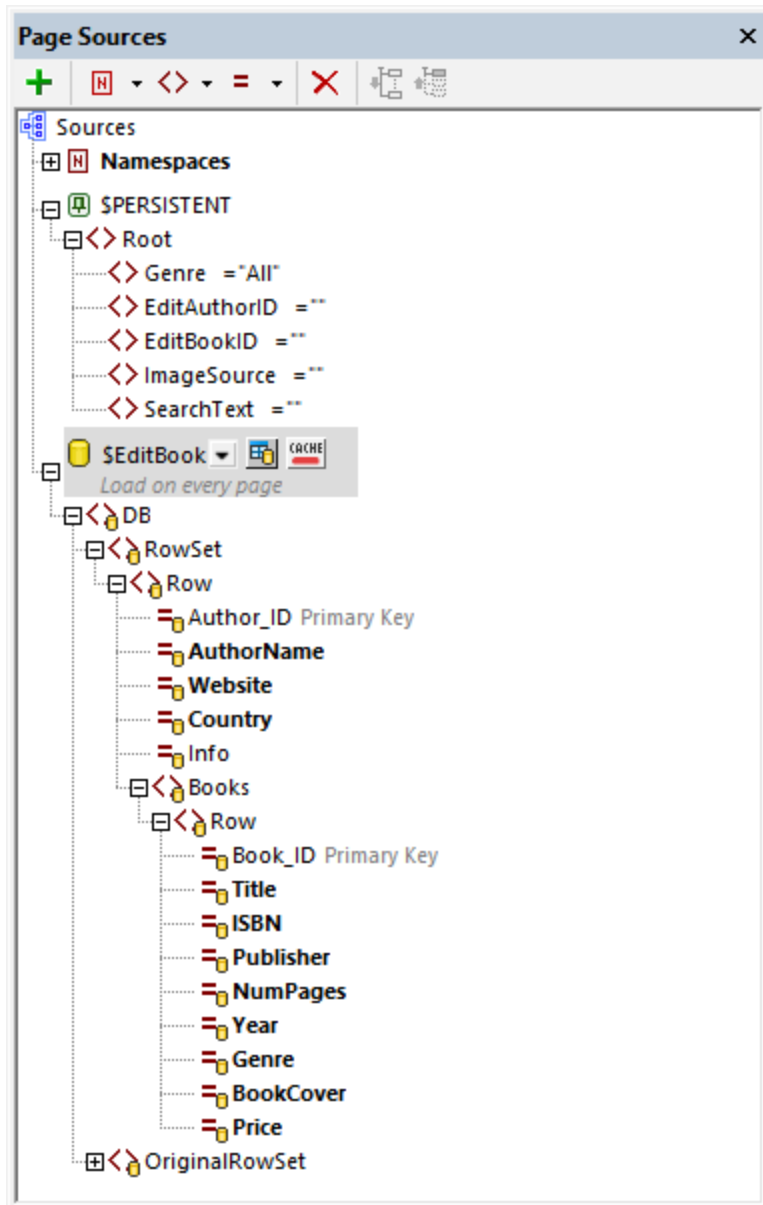 Page Sources
N
Sources
N Namespaces
$PERSISTENT
Root
Genre ="All"
EditAuthorID =""
EditBookID =""
ImageSource =""
SearchText =""
$EditBook CACHE
Load on every page
DB
RowSet
Row
Author_ID Primary Key
AuthorName
Website
Country
Info
Books
Row
Book_ID Primary Key
Title
ISBN
Publisher
NumPages
Year
Genre
BookCover
Price
OriginalRowSet